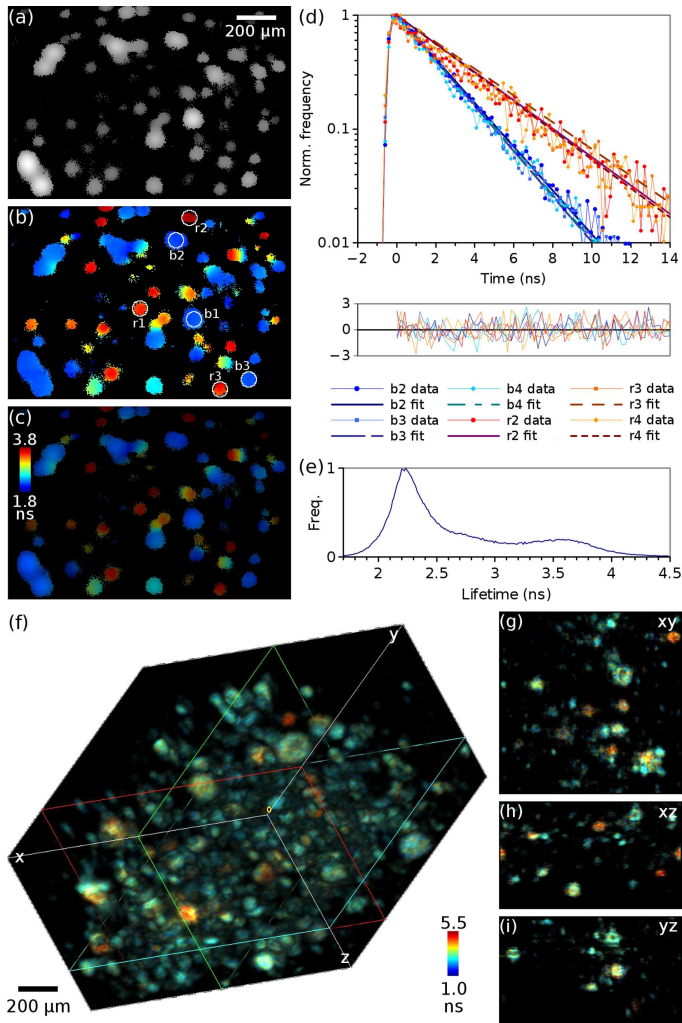 (a)
200 μm
(b)
r2
b2
r1
b1
r3
b3
(c)
3.8
1.8
ns
(d)
Norm. frequency
1
0.1
0.01
−2 0 2 4 6 8 10 12 14
Time (ns)
3
0
−3
b2 data b4 data r3 data
b2 fit b4 fit r3 fit
b3 data r2 data r4 data
b3 fit r2 fit r4 fit
(e)
Freq.
1
0
2 2.5 3 3.5 4 4.5
Lifetime (ns)
(f)
y
0
x
z
200 μm
5.5
1.0
ns
(g) xy
(h) xz
(i) yz